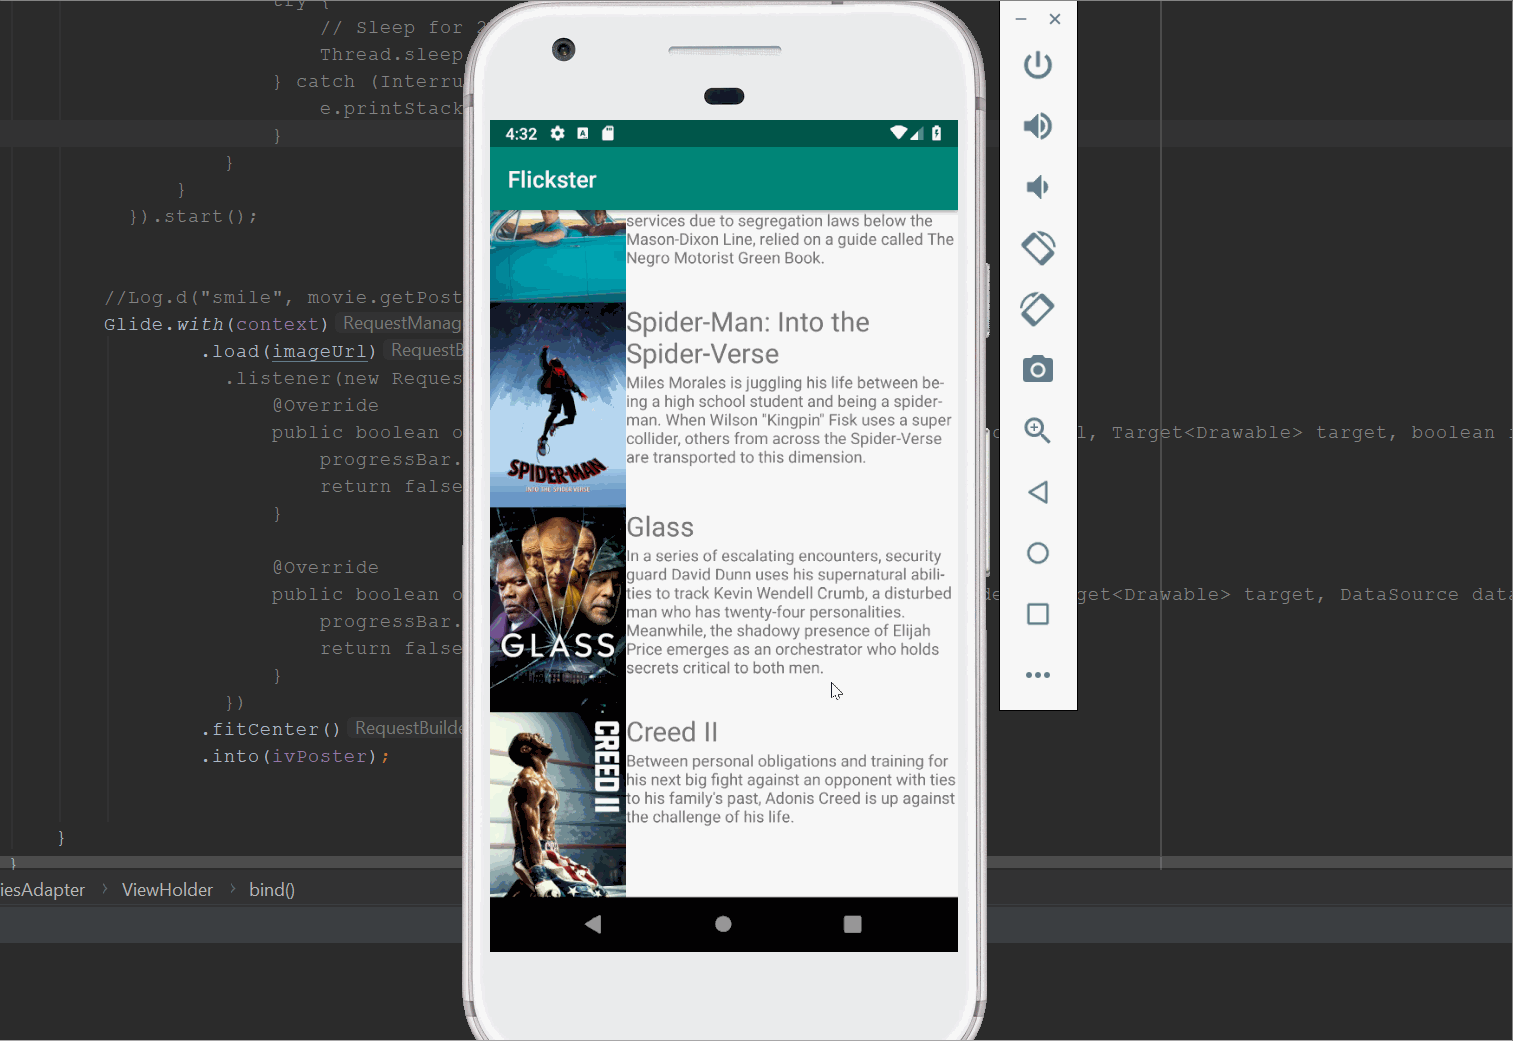 try {
// Sleep for 2
Thread.sleep
} catch (Interru
e.printStack
}
}
}
}).start();
//Log.d("smile", movie.getPost
Glide.with(context) RequestManag
.load(imageUrl) RequestB
.listener(new Reques
@Override
public boolean o
l, Target<Drawable> target, boolean i
progressBar.
return false
}
@Override
public boolean o
de
get<Drawable> target, DataSource data
progressBar.
return false
}
})
.fitCenter() RequestBuilde
.into(ivPoster);
}
}
iesAdapter > ViewHolder > bind()
4:32
A
Flickster
services due to segregation laws below the
Mason-Dixon Line, relied on a guide called The
Negro Motorist Green Book.
SPIDER-MAN
INTO THE SPIDER-VERSE
Spider-Man: Into the
Spider-Verse
Miles Morales is juggling his life between be-
ing a high school student and being a spider-
man. When Wilson "Kingpin" Fisk uses a super
collider, others from across the Spider-Verse
are transported to this dimension.
GLASS
Glass
In a series of escalating encounters, security
guard David Dunn uses his supernatural abili-
ties to track Kevin Wendell Crumb, a disturbed
man who has twenty-four personalities.
Meanwhile, the shadowy presence of Elijah
Price emerges as an orchestrator who holds
secrets critical to both men.
CREED II
Creed II
Between personal obligations and training for
his next big fight against an opponent with ties
to his family's past, Adonis Creed is up against
the challenge of his life.